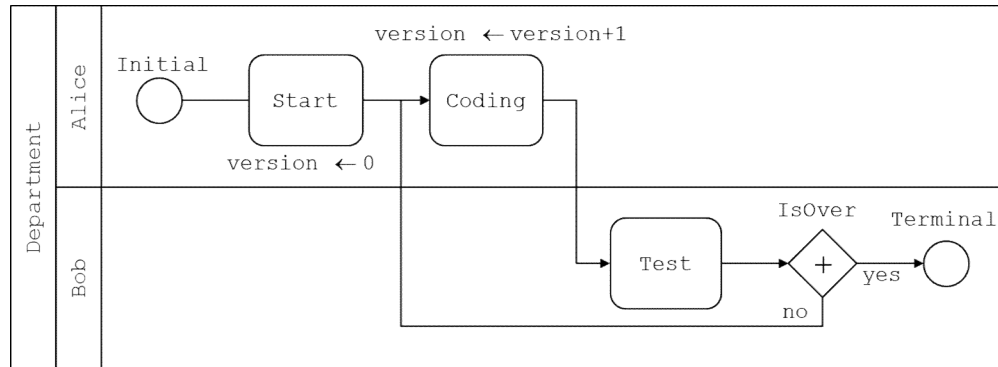 Department
Alice
Initial
Start
version ← 0
version ← version+1
Coding
Bob
Test
IsOver
+
yes
no
Terminal